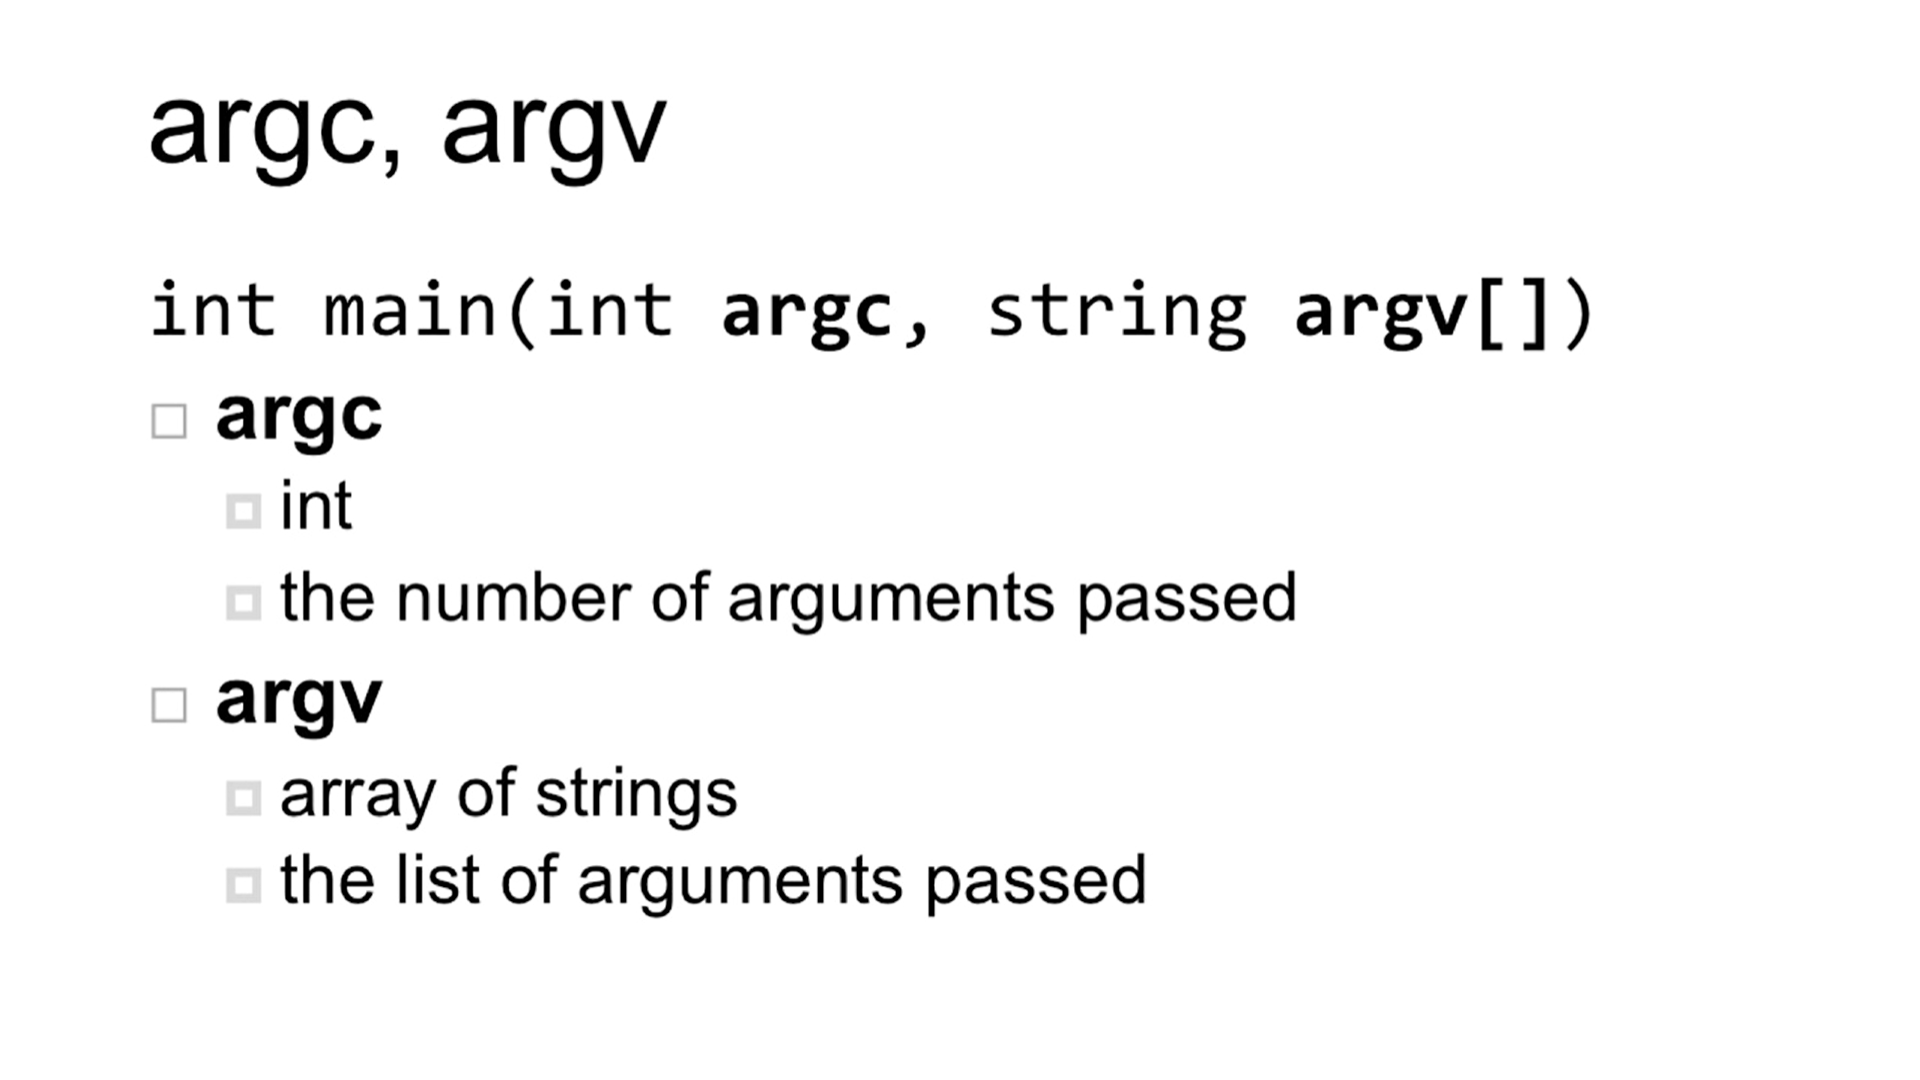 argc, argv
int main(int argc, string argv[])
argc
int
the number of arguments passed
argv
array of strings
the list of arguments passed